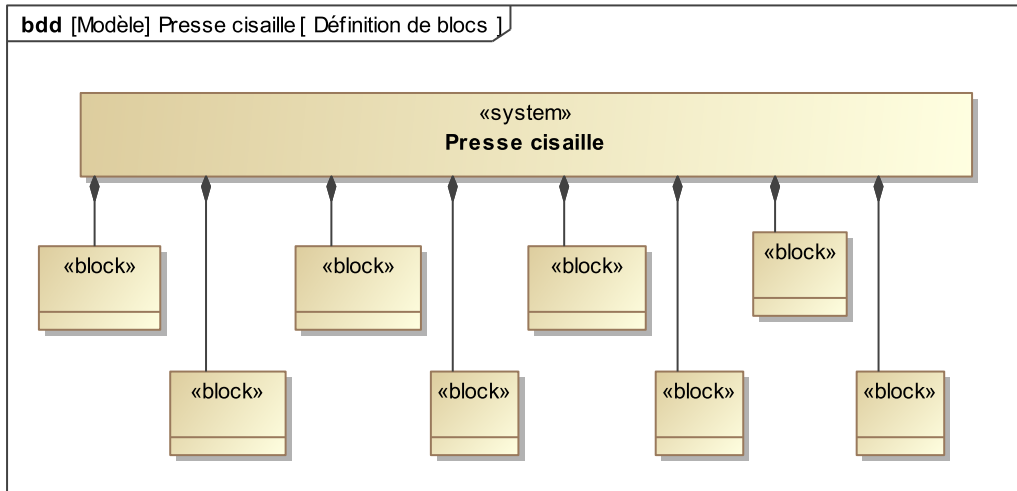 bdd [Modèle] Presse cisaille [ Définition de blocs ]
«system»
Presse cisaille
«block»
«block»
«block»
«block»
«block»
«block»
«block»
«block»